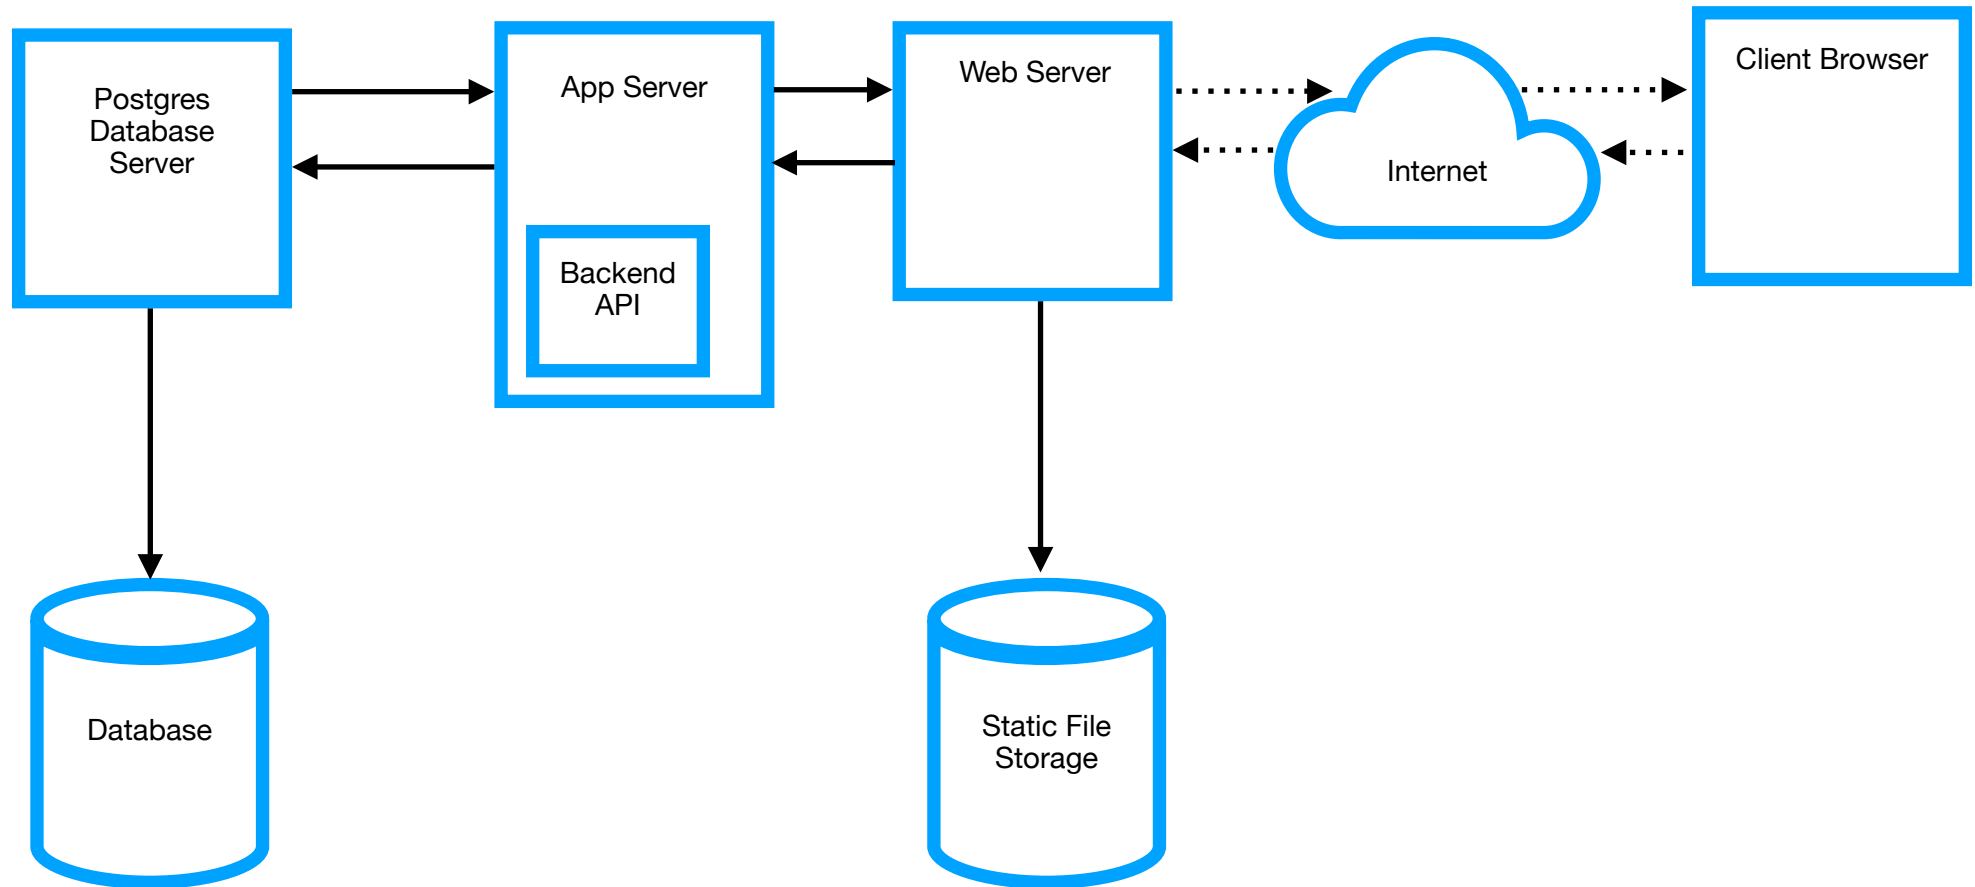 Postgres
Database
Server
App Server
Backend
API
Web Server
Internet
Client Browser
Database
Static File
Storage